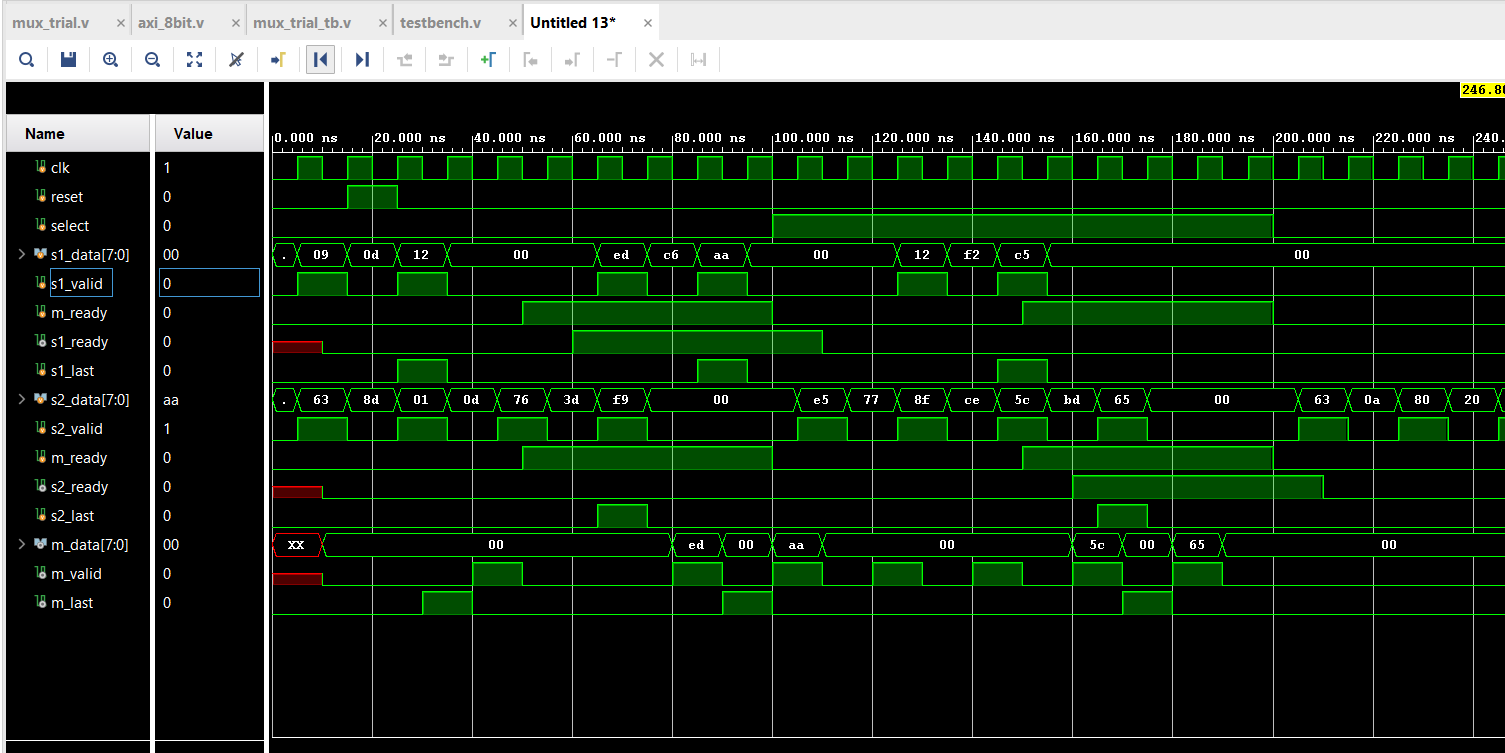 mux_trial.v × axi_8bit.v × mux_trial_tb.v × testbench.v × Untitled 13* ×
246.80
Name Value 0.000 ns 20.000 ns 40.000 ns 60.000 ns 80.000 ns 100.000 ns 120.000 ns 140.000 ns 160.000 ns 180.000 ns 200.000 ns 220.000 ns 240.
clk 1
reset 0
select 0
s1_data[7:0] 00 . 09 0d 12 00 ed c6 aa 00 12 f2 c5 00
s1_valid 0
m_ready 0
s1_ready 0
s1_last 0
s2_data[7:0] aa . 63 8d 01 0d 76 3d f9 00 e5 77 8f ce 5c bd 65 00 63 0a 80 20
s2_valid 1
m_ready 0
s2_ready 0
s2_last 0
m_data[7:0] 00 XX 00 ed 00 aa 00 5c 00 65 00
m_valid 0
m_last 0